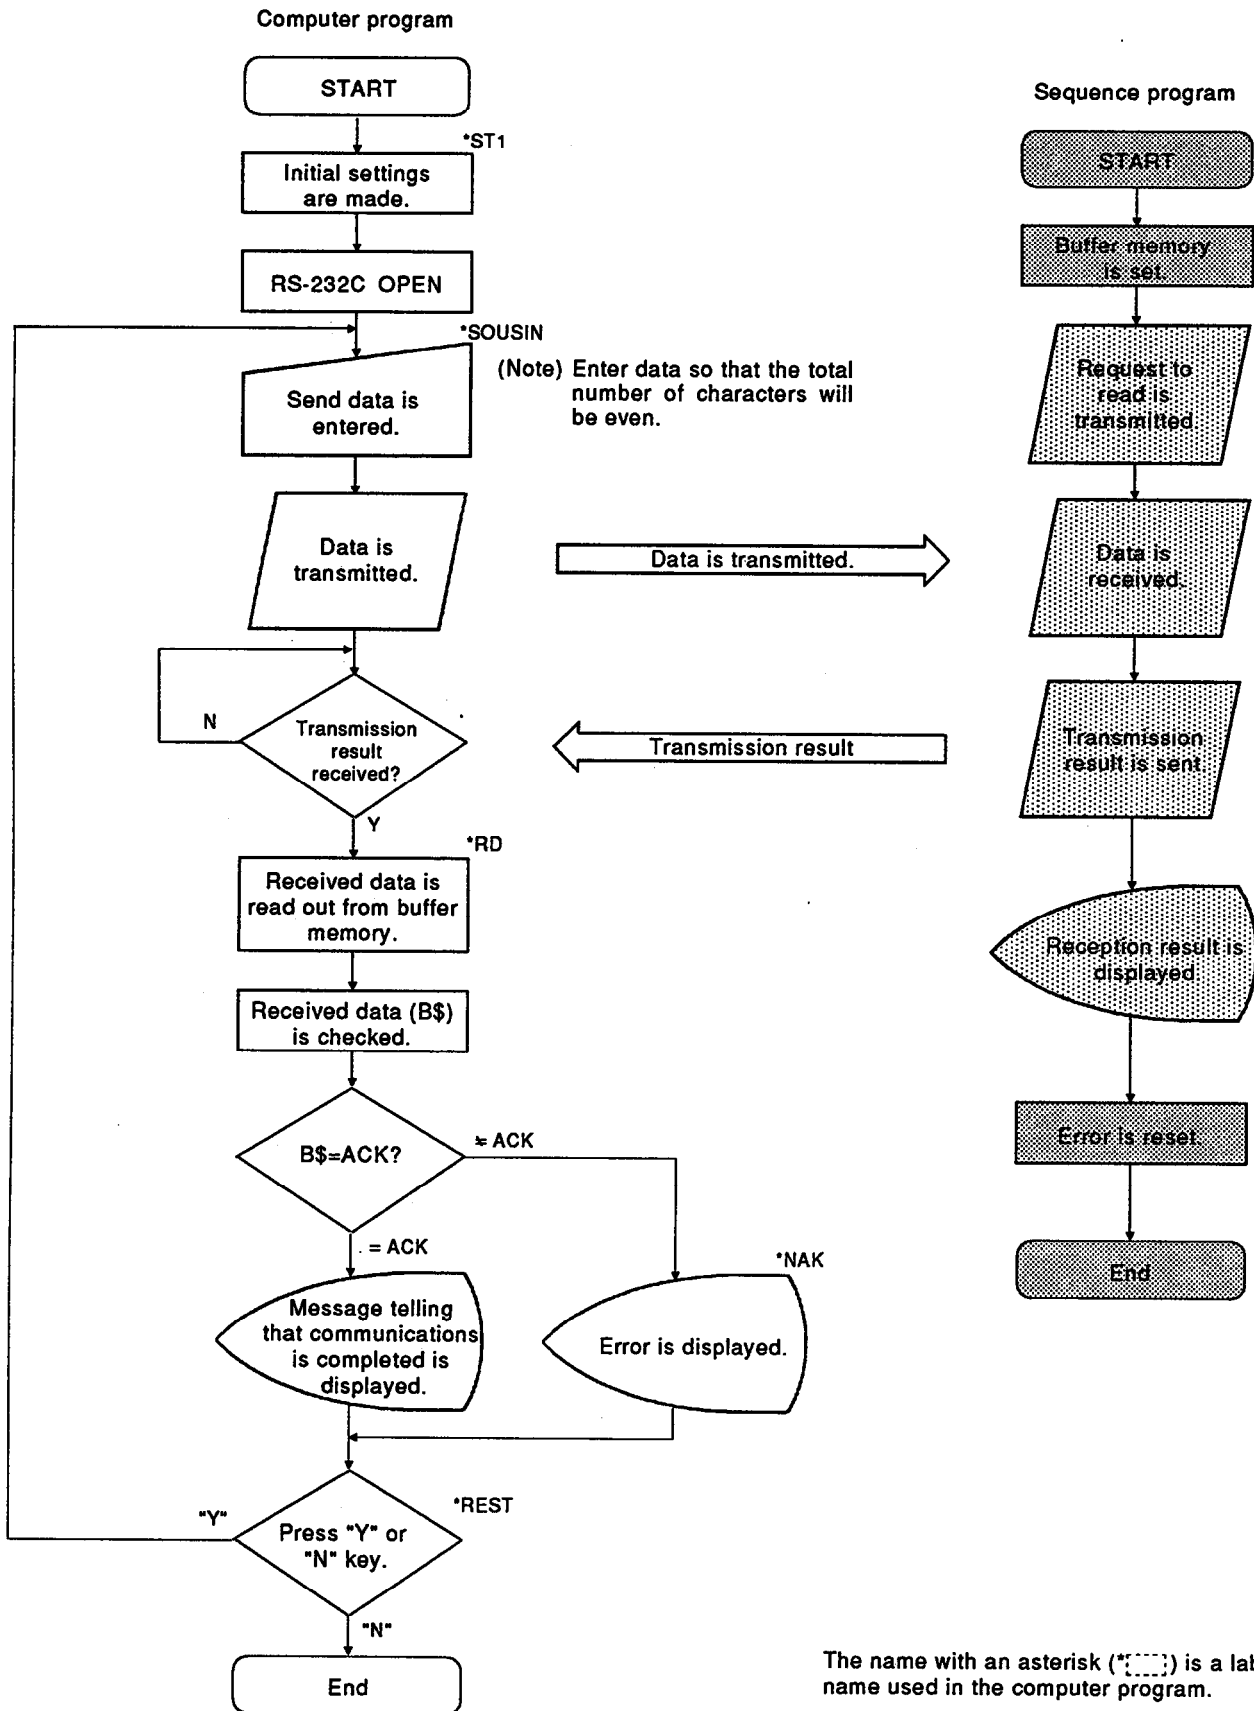 Computer program
START
*ST1
Initial settings
are made.
RS-232C OPEN
*SOUSIN
(Note) Enter data so that the total
number of characters will
be even.
Send data is
entered.
Data is
transmitted.
Data is transmitted.
N
Transmission
result
received?
Transmission result
Y
*RD
Received data is
read out from buffer
memory.
Received data (B$)
is checked.
B$=ACK?
≠ ACK
= ACK
*NAK
Message telling
that communications
is completed is
displayed.
Error is displayed.
"Y"
*REST
Press "Y" or
"N" key.
"N"
End
Sequence program
START
Buffer memory
is set.
Request to
read is
transmitted
Data is
received.
Transmission
result is sent
Reception result is
displayed
Error is reset.
End
The name with an asterisk (*[ ]) is a lab
name used in the computer program.